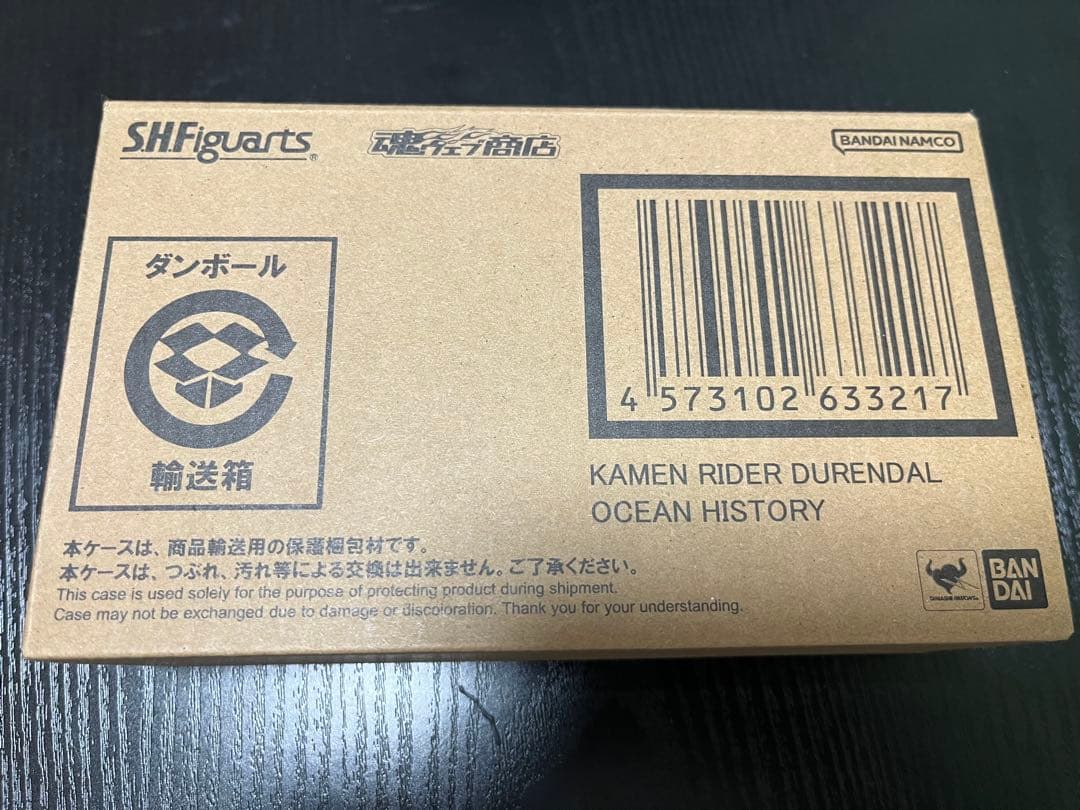 S.H.Figuarts®
魂ウェブ商店
BANDAI NAMCO
ダンボール
輸送箱
4 573102 633217
KAMEN RIDER DURENDAL
OCEAN HISTORY
本ケースは、商品輸送用の保護梱包材です。
本ケースは、つぶれ、汚れ等による交換は出来ません。ご了承ください。
This case is used solely for the purpose of protecting product during shipment.
Case may not be exchanged due to damage or discoloration. Thank you for your understanding.
TAMASHII NATIONS
BAN
DAI